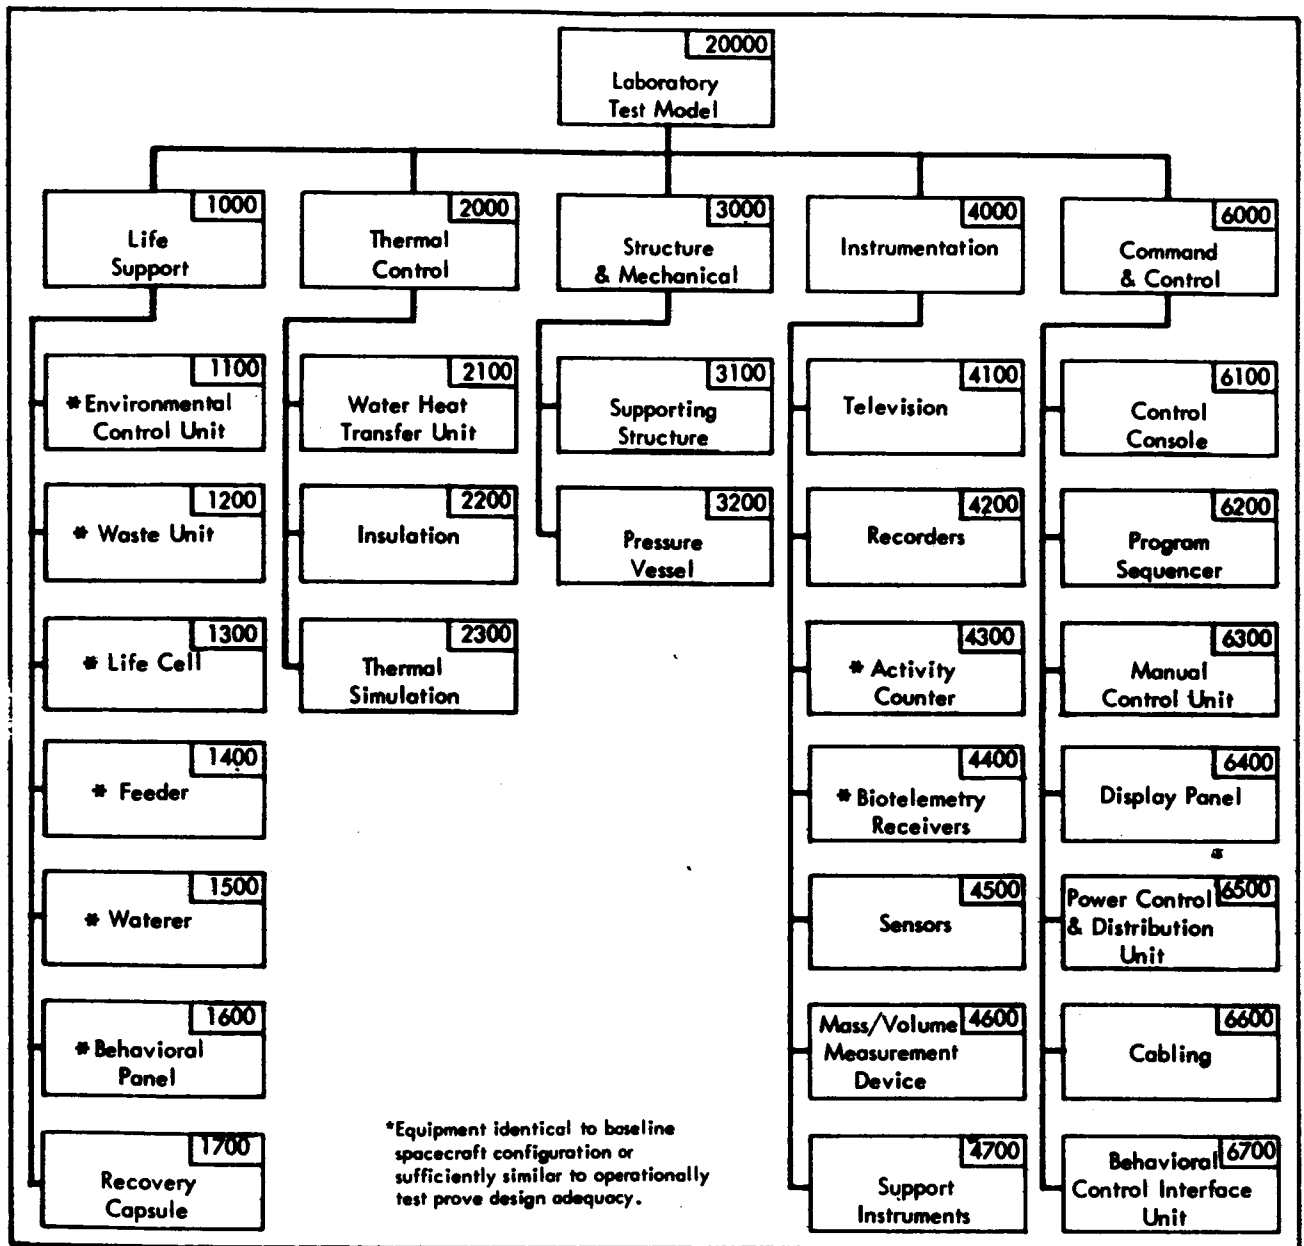 20000
Laboratory
Test Model
1000
Life
Support
2000
Thermal
Control
3000
Structure
& Mechanical
4000
Instrumentation
6000
Command
& Control
1100
*Environmental
Control Unit
1200
* Waste Unit
1300
* Life Cell
1400
* Feeder
1500
* Waterer
1600
*Behavioral
Panel
1700
Recovery
Capsule
2100
Water Heat
Transfer Unit
2200
Insulation
2300
Thermal
Simulation
3100
Supporting
Structure
3200
Pressure
Vessel
4100
Television
4200
Recorders
4300
* Activity
Counter
4400
* Biotelemetry
Receivers
4500
Sensors
4600
Mass/Volume
Measurement
Device
4700
Support
Instruments
6100
Control
Console
6200
Program
Sequencer
6300
Manual
Control Unit
6400
Display Panel
6500
Power Control
& Distribution
Unit
6600
Cabling
6700
Behavioral
Control Interface
Unit
*Equipment identical to baseline
spacecraft configuration or
sufficiently similar to operationally
test prove design adequacy.